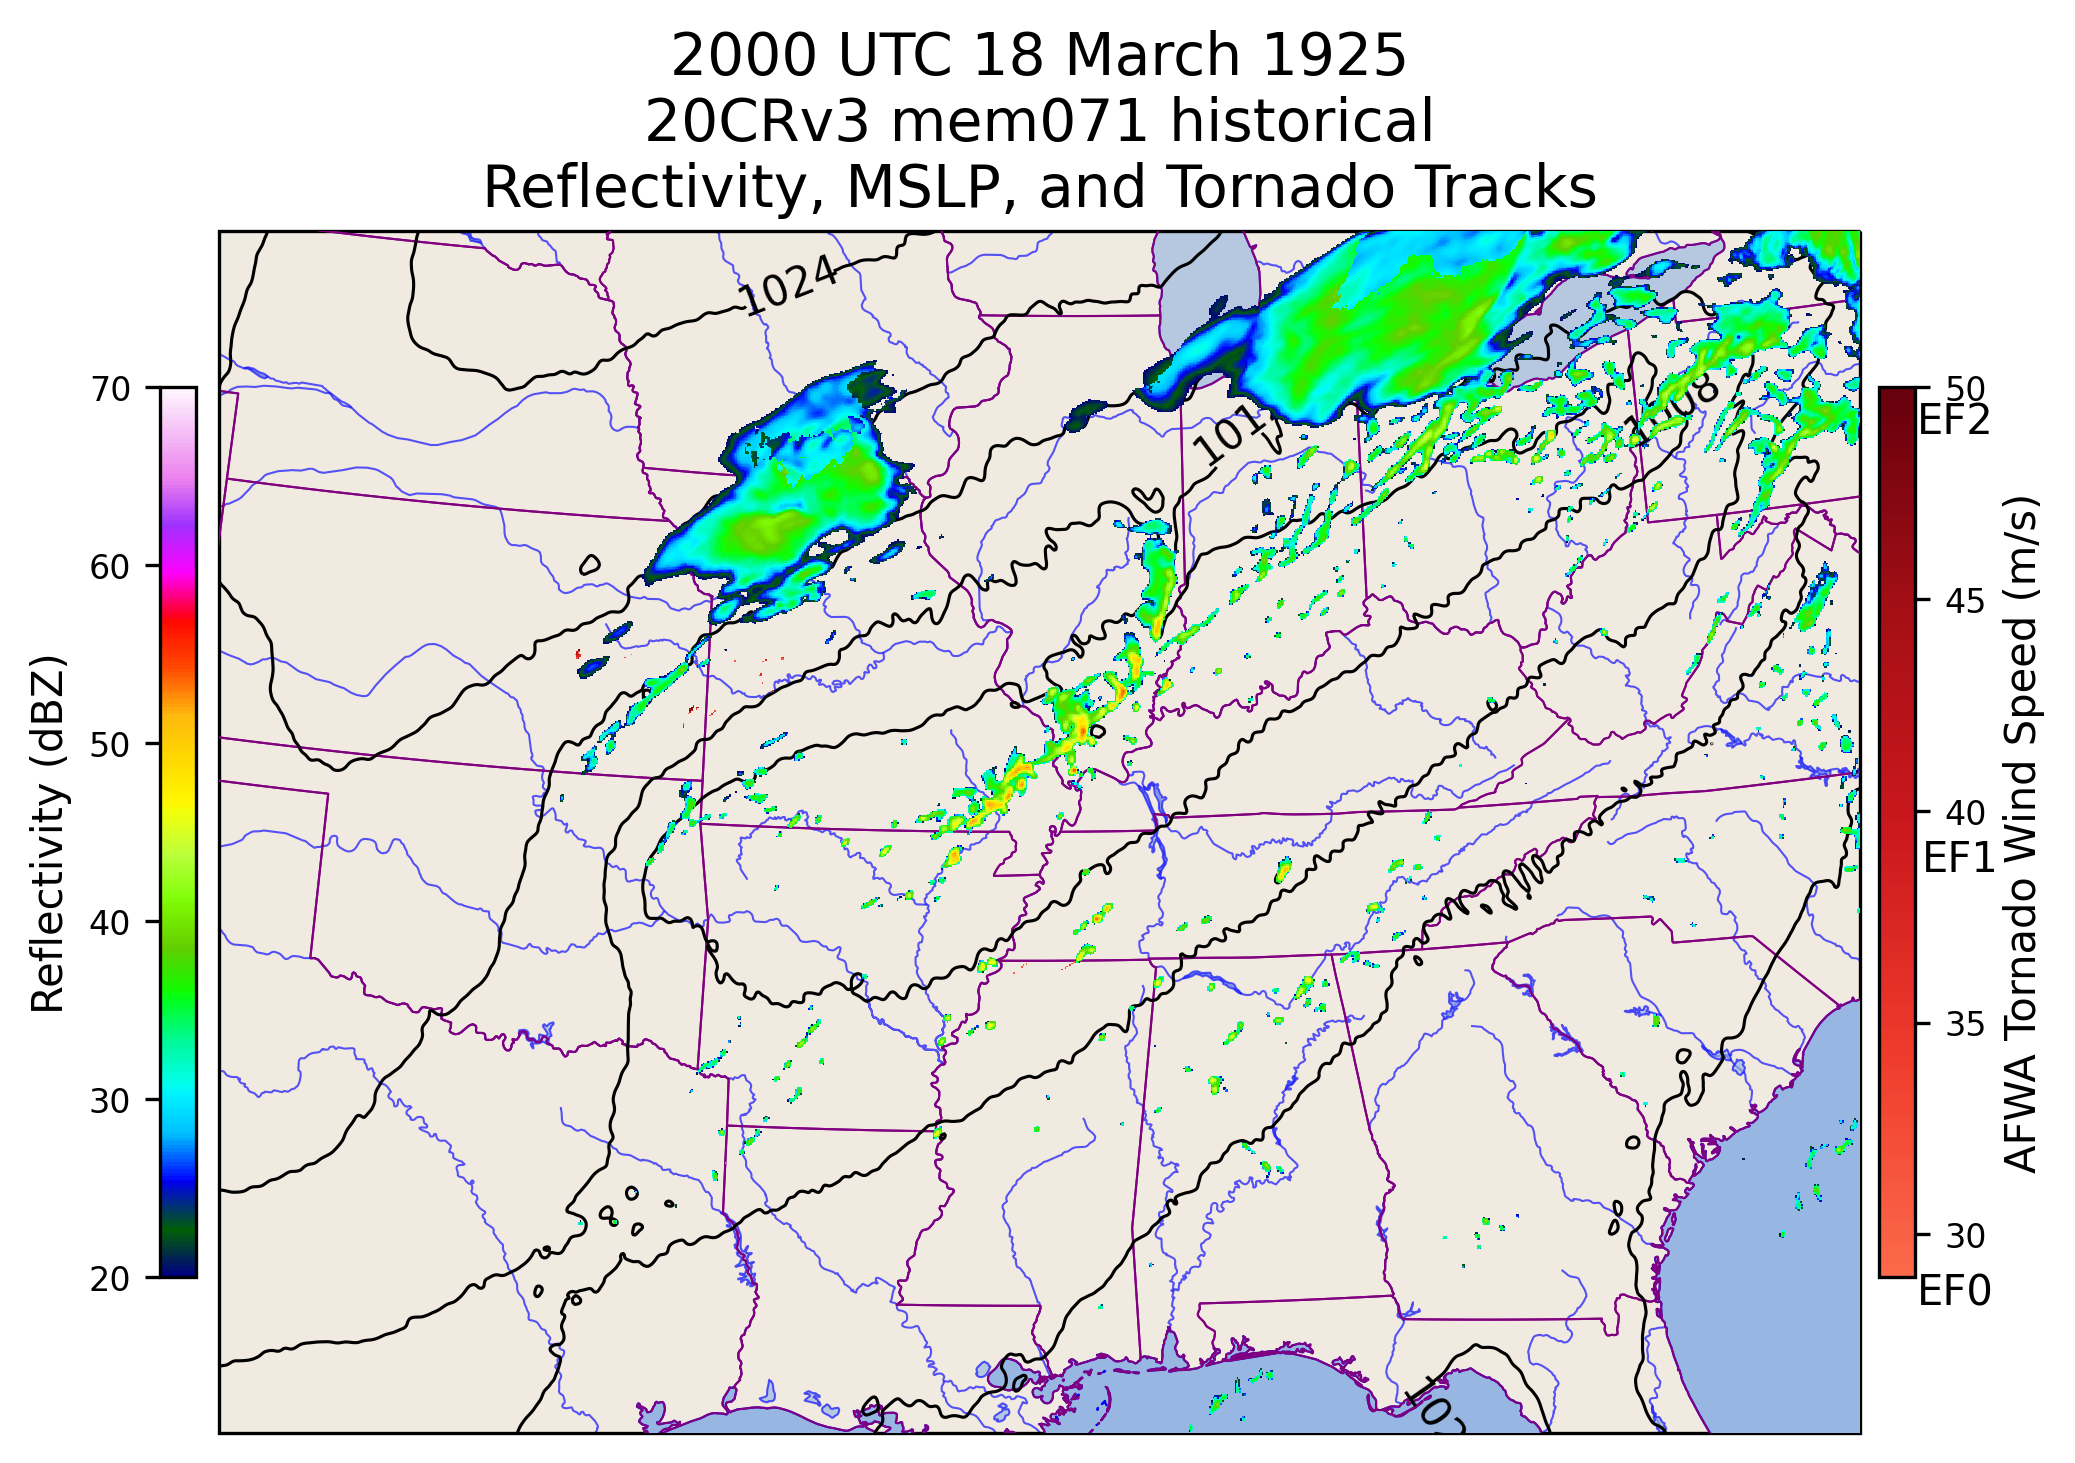 2000 UTC 18 March 1925
20CRv3 mem071 historical
Reflectivity, MSLP, and Tornado Tracks
1024
101
1008
102
70
60
50
40
30
20
Reflectivity (dBZ)
50
EF2
45
40
EF1
35
30
EF0
AFWA Tornado Wind Speed (m/s)